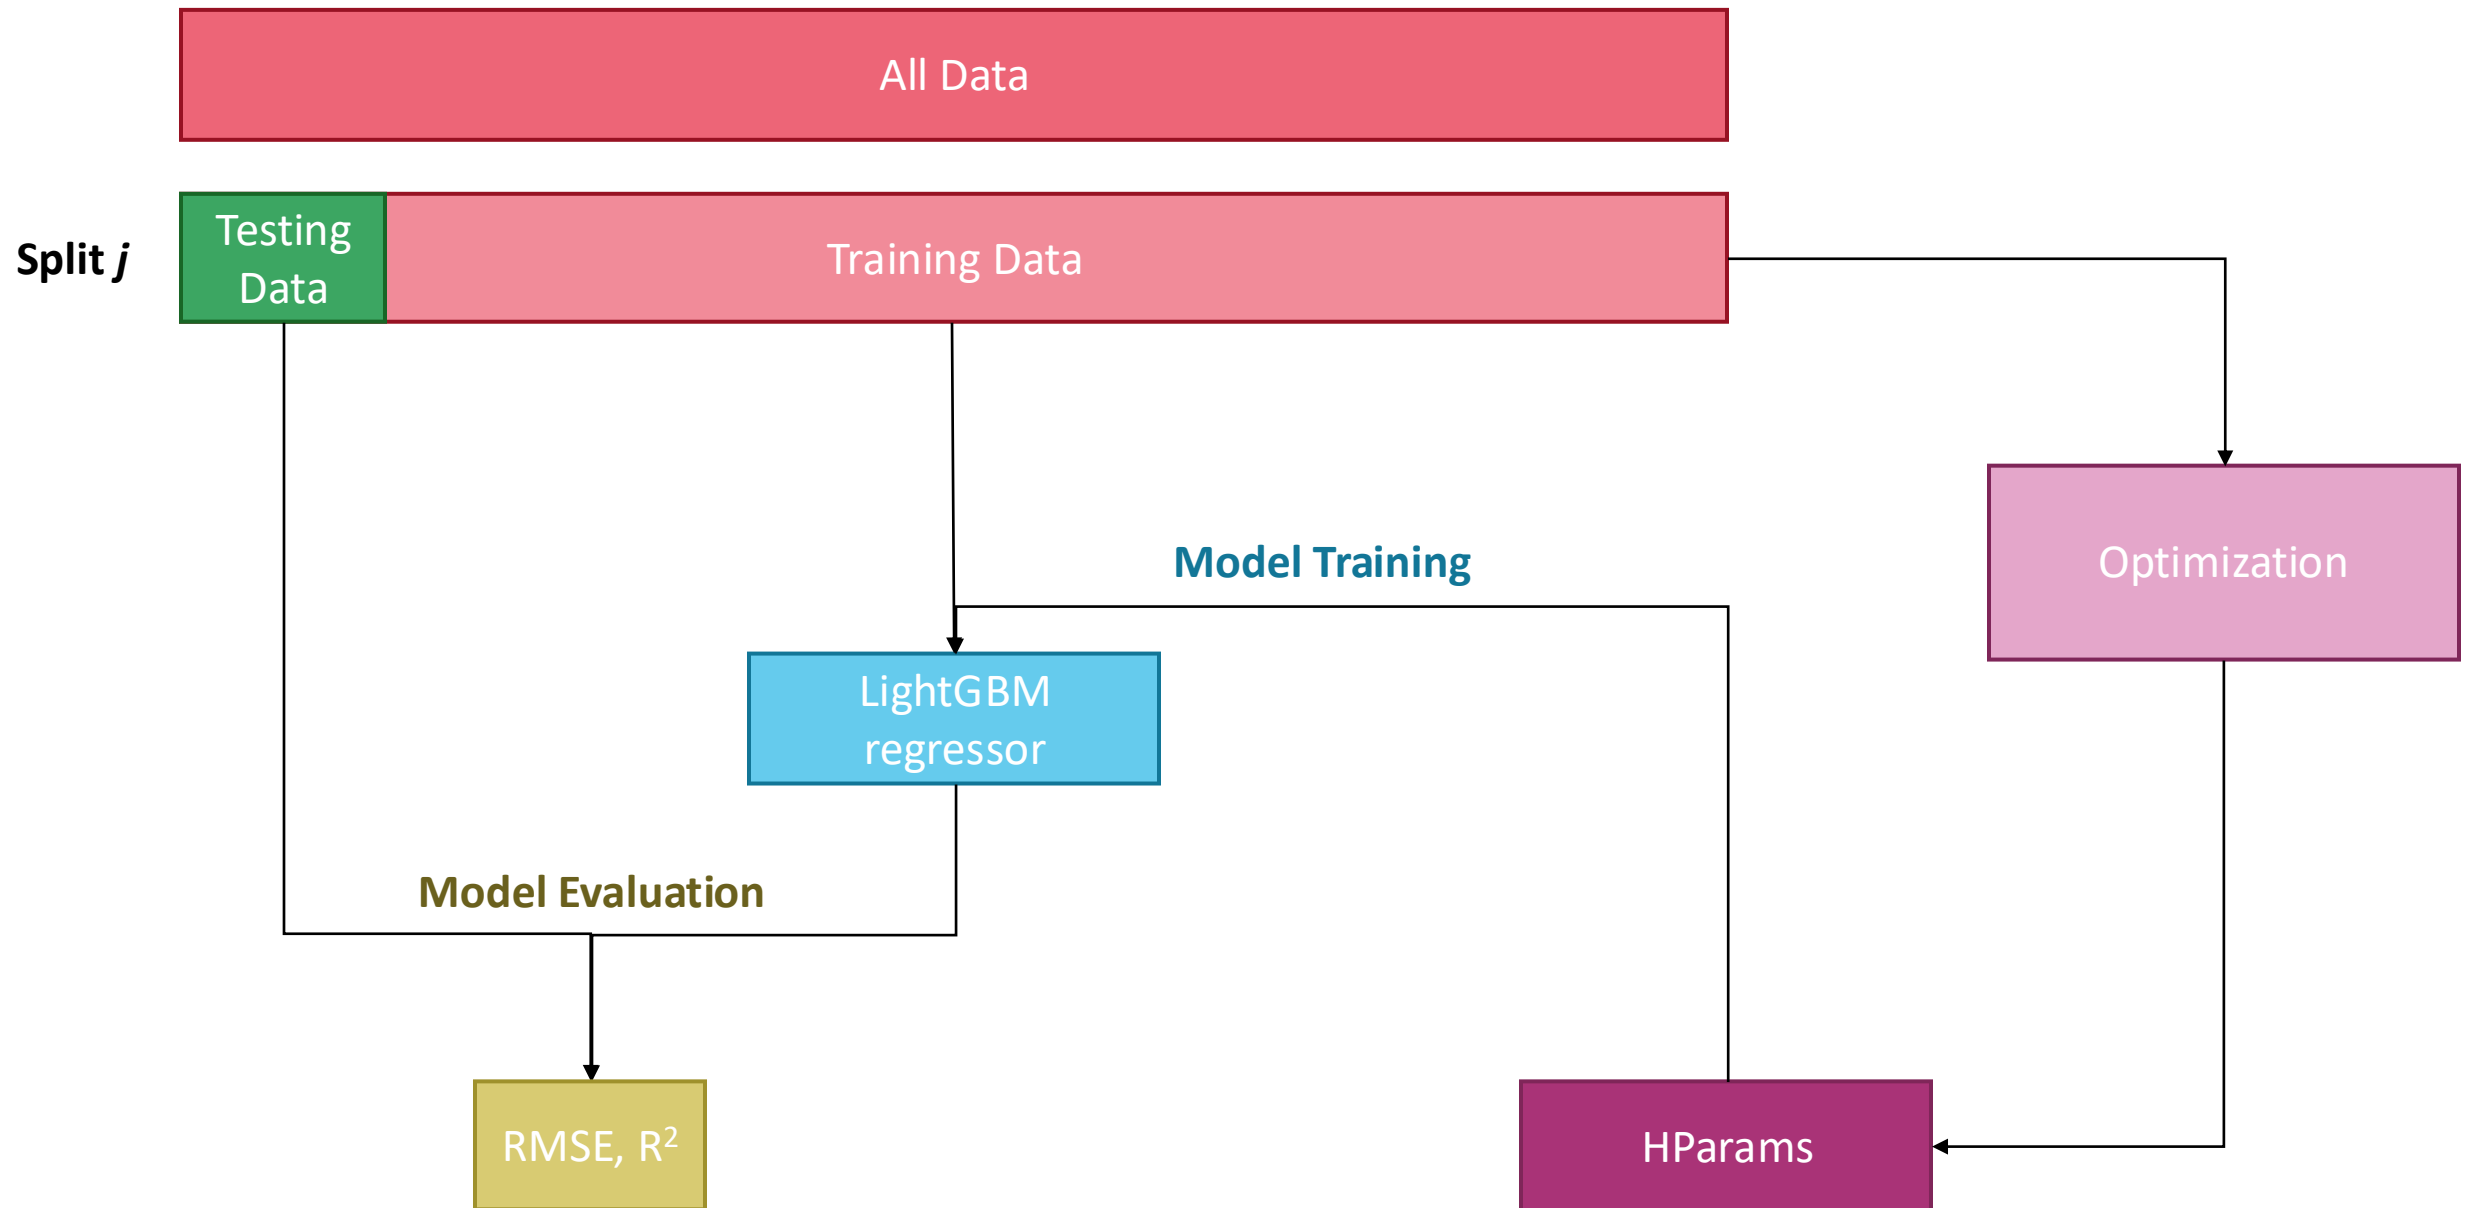 All Data
Split j
Testing
Data
Training Data
Model Training
Optimization
LightGBM
regressor
Model Evaluation
RMSE, R²
HParams